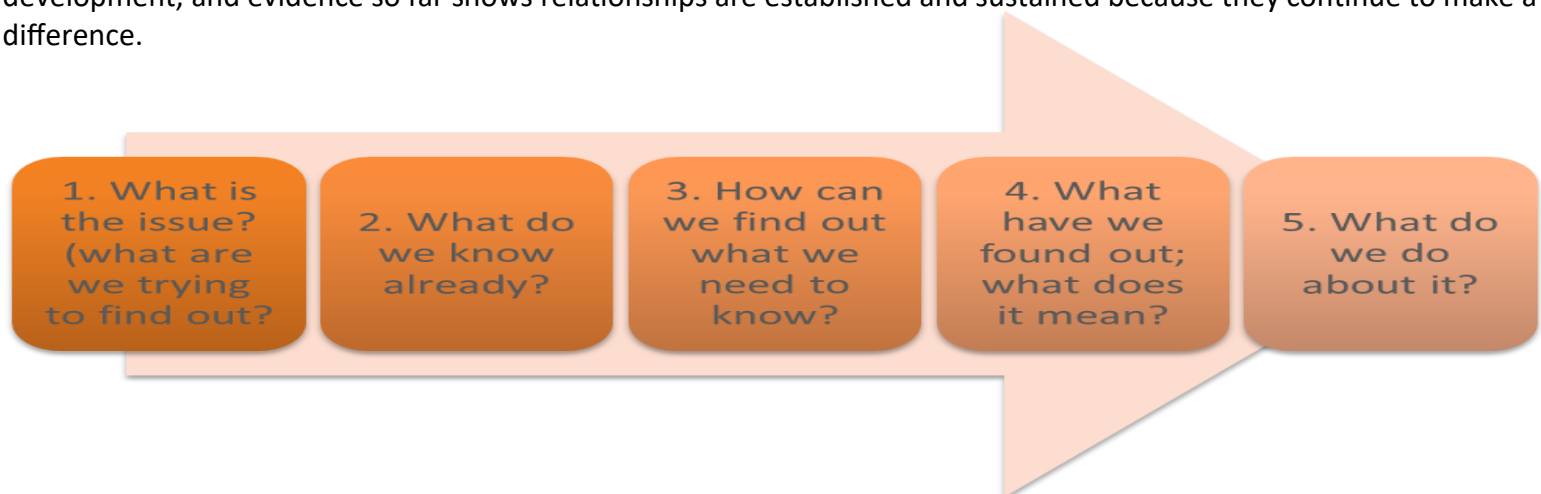 development, and evidence so far shows relationships are established and sustained because they continue to make a
difference.
1. What is
the issue?
(what are
we trying
to find out?
2. What do
we know
already?
3. How can
we find out
what we
need to
know?
4. What
have we
found out;
what does
it mean?
5. What do
we do
about it?